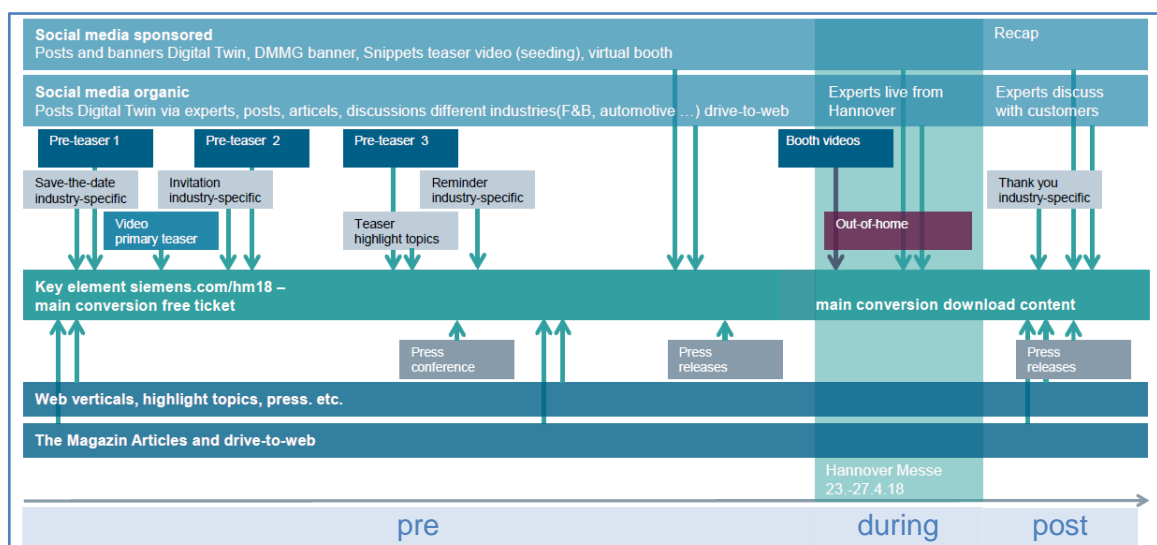 Social media sponsored
Posts and banners Digital Twin, DMMG banner, Snippets teaser video (seeding), virtual booth
Recap
Social media organic
Posts Digital Twin via experts, posts, articels, discussions different industries(F&B, automotive …) drive-to-web
Experts live from
Hannover
Experts discuss
with customers
Pre-teaser 1
Pre-teaser 2
Pre-teaser 3
Booth videos
Save-the-date
industry-specific
Invitation
industry-specific
Reminder
industry-specific
Thank you
industry-specific
Video
primary teaser
Teaser
highlight topics
Out-of-home
Key element siemens.com/hm18 –
main conversion free ticket
main conversion download content
Press
conference
Press
releases
Press
releases
Web verticals, highlight topics, press. etc.
The Magazin Articles and drive-to-web
Hannover Messe
23.-27.4.18
pre
during
post